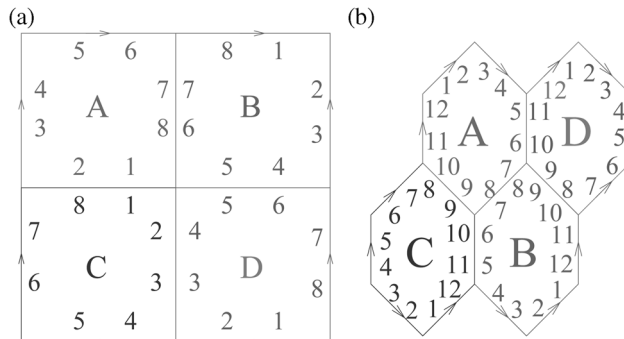 (a)
5 6 8 1
4 7 7 2
A B
3 8 6 3
2 1 5 4
8 1 5 6
7 2 4 7
C D
6 3 3 8
5 4 2 1
(b)
1 2 3 4 5 6 7 8 9 10 11 12
A
1 2 3 4 5 6 7 8 9 10 11 12
D
1 2 3 4 5 6 7 8 9 10 11 12
C
1 2 3 4 5 6 7 8 9 10 11 12
B